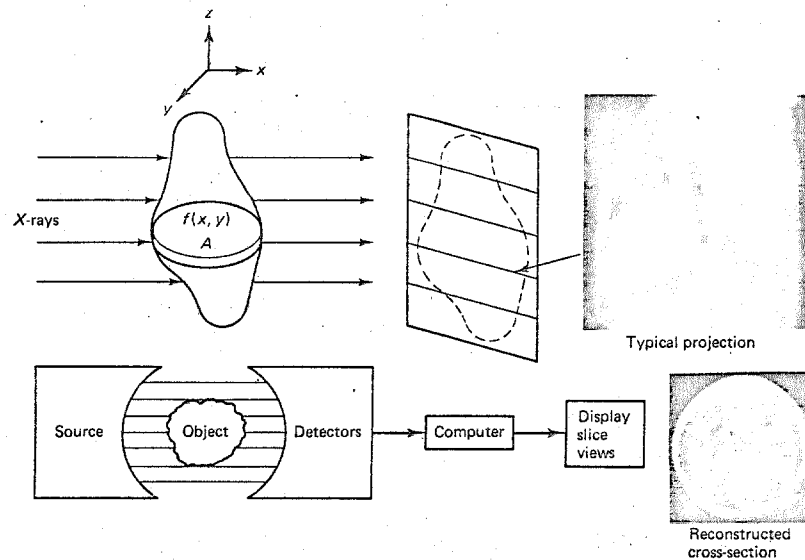 z
x
y
X-rays
f(x, y)
A
Typical projection
Source
Object
Detectors
Computer
Display
slice
views
Reconstructed
cross-section